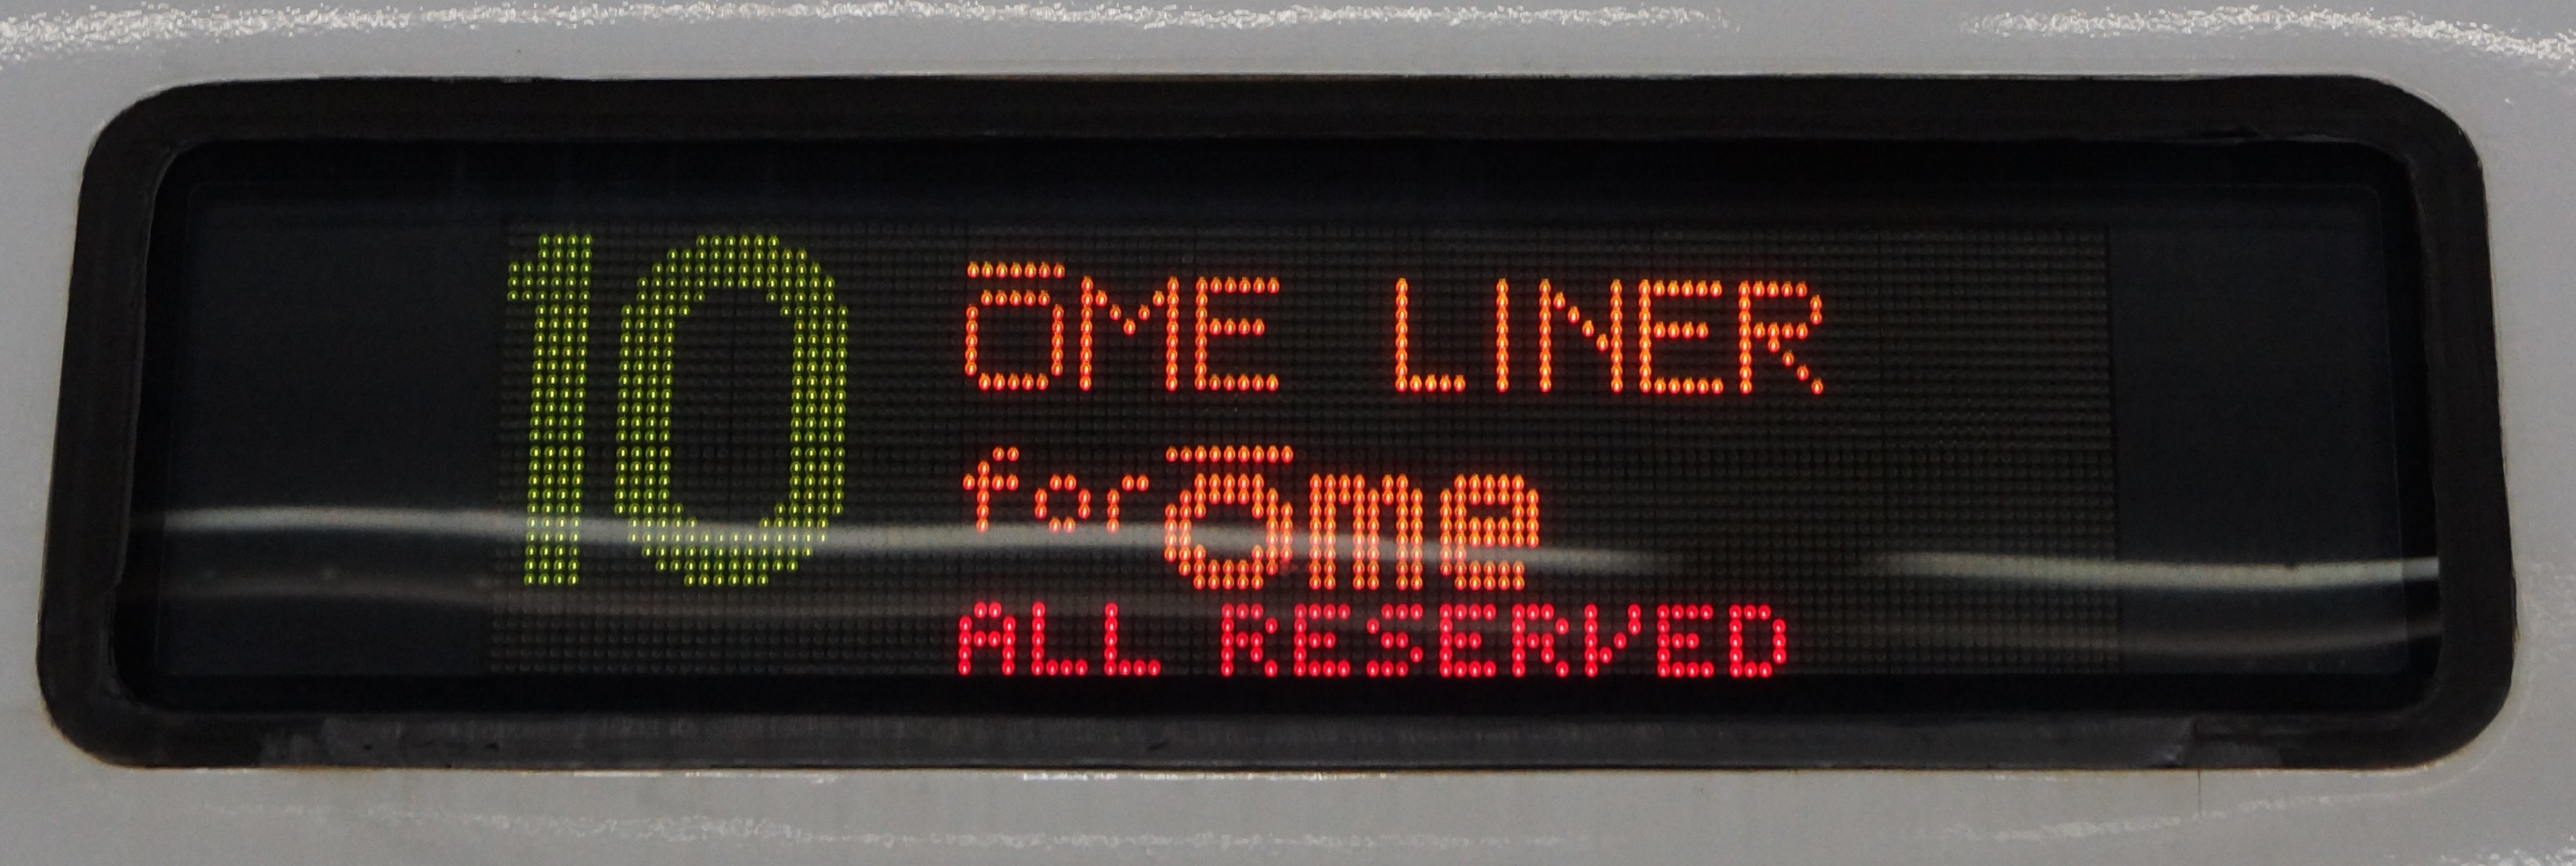 10
ŌME LINER
for Ōme
ALL RESERVED